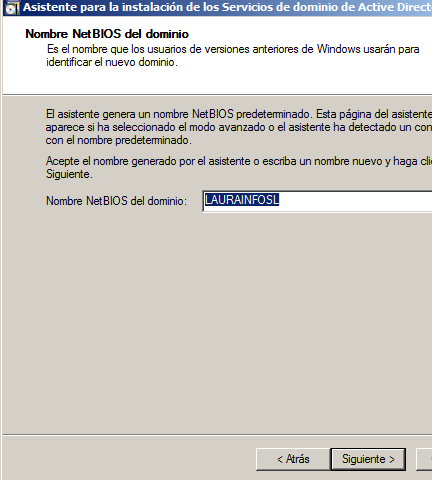 Asistente para la instalación de los Servicios de dominio de Active
Nombre NetBIOS del dominio
Es el nombre que los usuarios de versiones anteriores de Windows usarán para
identificar el nuevo dominio.
El asistente genera un nombre NetBIOS predeterminado. Esta página del asistente
aparece si ha seleccionado el modo avanzado o el asistente ha detectado un
con el nombre predeterminado.
Acepte el nombre generado por el asistente o escriba un nombre nuevo y haga
Siguiente.
Nombre NetBIOS del dominio: LAURAINFOSL
< Atrás Siguiente >